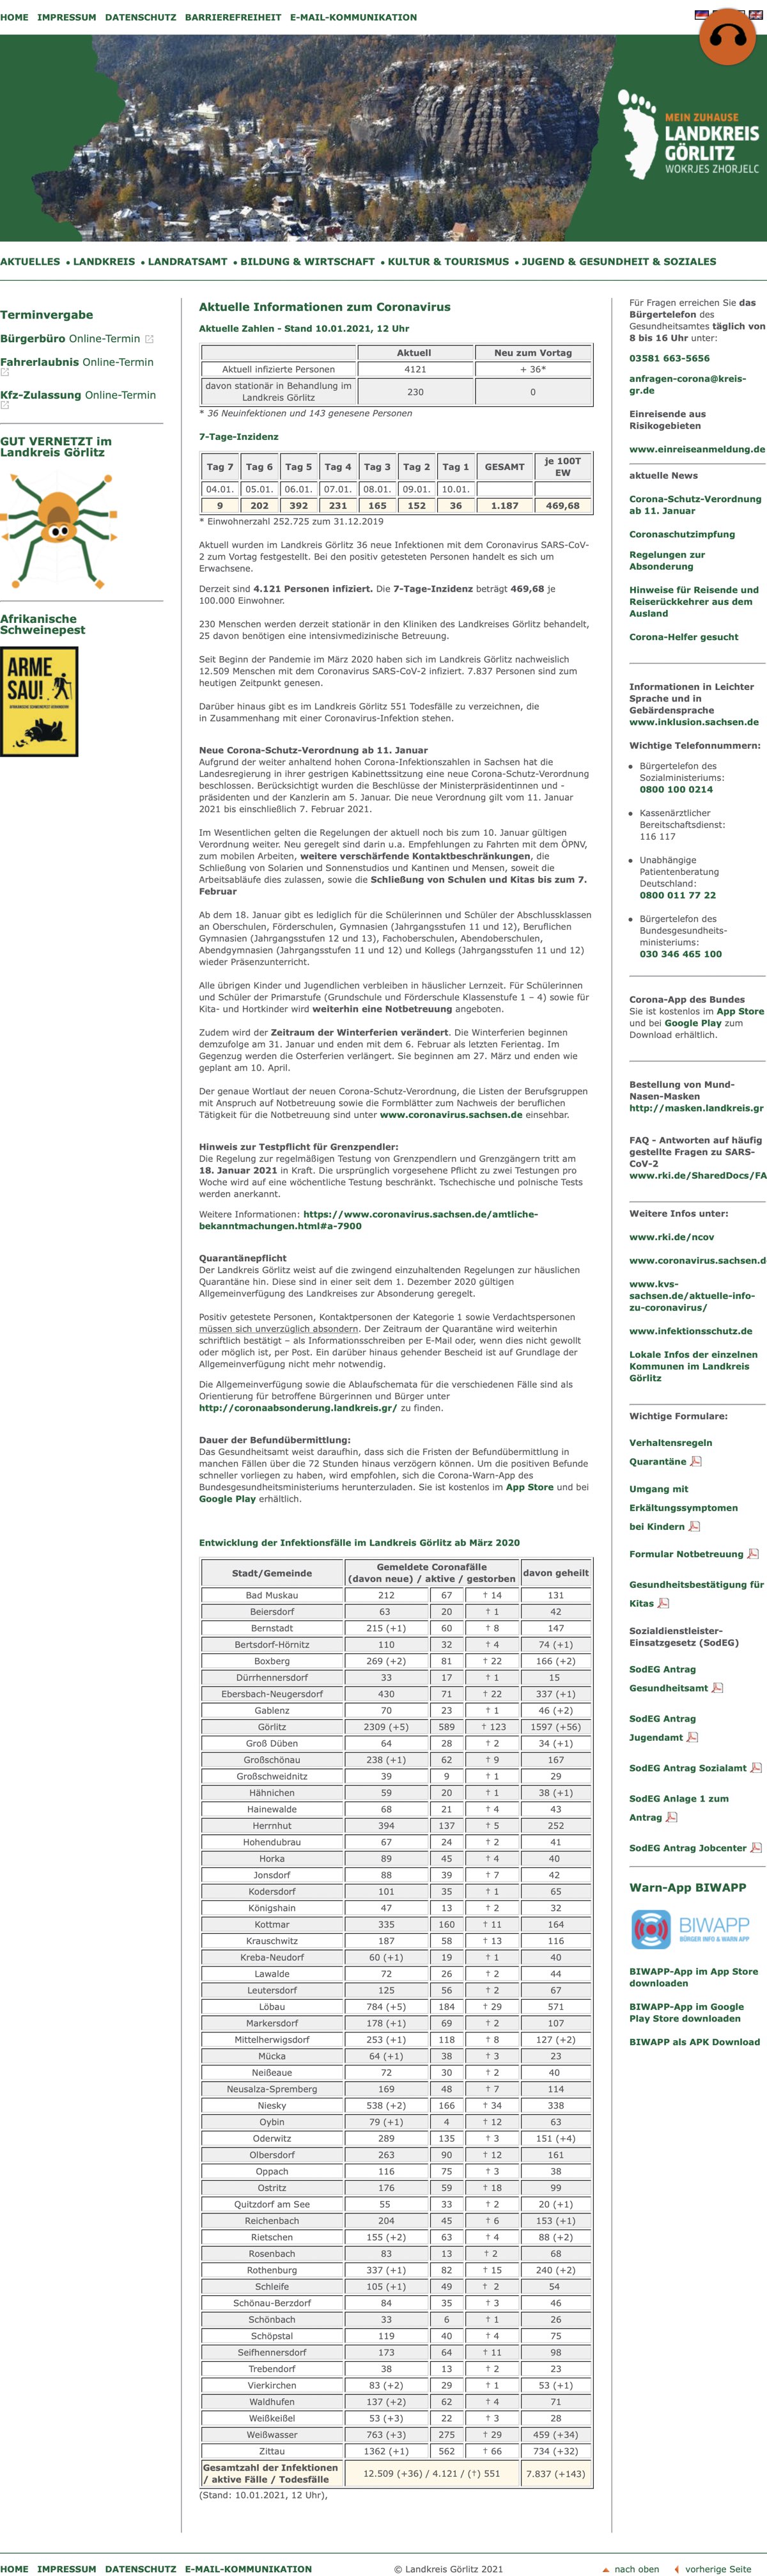 HOME IMPRESSUM DATENSCHUTZ BARRIEREFREIHEIT E-MAIL-KOMMUNIKATION
MEIN ZUHAUSE
LANDKREIS
GÖRLITZ
WOKRJES ZHORJELC
AKTUELLES • LANDKREIS • LANDRATSAMT • BILDUNG & WIRTSCHAFT • KULTUR & TOURISMUS • JUGEND & GESUNDHEIT & SOZIALES
Terminvergabe
Bürgerbüro Online-Termin
Fahrerlaubnis Online-Termin
Kfz-Zulassung Online-Termin
GUT VERNETZT im
Landkreis Görlitz
Afrikanische
Schweinepest
ARME
SAU!
Aktuelle Informationen zum Coronavirus
Aktuelle Zahlen - Stand 10.01.2021, 12 Uhr
Aktuell Neu zum Vortag
Aktuell infizierte Personen 4121 + 36*
davon stationär in Behandlung im
Landkreis Görlitz 230 0
* 36 Neuinfektionen und 143 genesene Personen
7-Tage-Inzidenz
Tag 7 Tag 6 Tag 5 Tag 4 Tag 3 Tag 2 Tag 1 GESAMT je 100T
EW
04.01. 05.01. 06.01. 07.01. 08.01. 09.01. 10.01.
9 202 392 231 165 152 36 1.187 469,68
* Einwohnerzahl 252.725 zum 31.12.2019
Aktuell wurden im Landkreis Görlitz 36 neue Infektionen mit dem Coronavirus SARS-CoV-
2 zum Vortag festgestellt. Bei den positiv getesteten Personen handelt es sich um
Erwachsene.
Derzeit sind 4.121 Personen infiziert. Die 7-Tage-Inzidenz beträgt 469,68 je
100.000 Einwohner.
230 Menschen werden derzeit stationär in den Kliniken des Landkreises Görlitz behandelt,
25 davon benötigen eine intensivmedizinische Betreuung.
Seit Beginn der Pandemie im März 2020 haben sich im Landkreis Görlitz nachweislich
12.509 Menschen mit dem Coronavirus SARS-CoV-2 infiziert. 7.837 Personen sind zum
heutigen Zeitpunkt genesen.
Darüber hinaus gibt es im Landkreis Görlitz 551 Todesfälle zu verzeichnen, die
in Zusammenhang mit einer Coronavirus-Infektion stehen.
Neue Corona-Schutz-Verordnung ab 11. Januar
Aufgrund der weiter anhaltend hohen Corona-Infektionszahlen in Sachsen hat die
Landesregierung in ihrer gestrigen Kabinettssitzung eine neue Corona-Schutz-Verordnung
beschlossen. Berücksichtigt wurden die Beschlüsse der Ministerpräsidentinnen und -
präsidenten und der Kanzlerin am 5. Januar. Die neue Verordnung gilt vom 11. Januar
2021 bis einschließlich 7. Februar 2021.
Im Wesentlichen gelten die Regelungen der aktuell noch bis zum 10. Januar gültigen
Verordnung weiter. Neu geregelt sind darin u.a. Empfehlungen zu Fahrten mit dem ÖPNV,
zum mobilen Arbeiten, weitere verschärfende Kontaktbeschränkungen, die
Schließung von Solarien und Sonnenstudios und Kantinen und Mensen, soweit die
Arbeitsabläufe dies zulassen, sowie die Schließung von Schulen und Kitas bis zum 7.
Februar
Ab dem 18. Januar gibt es lediglich für die Schülerinnen und Schüler der Abschlussklassen
an Oberschulen, Förderschulen, Gymnasien (Jahrgangsstufen 11 und 12), Beruflichen
Gymnasien (Jahrgangsstufen 12 und 13), Fachoberschulen, Abendoberschulen,
Abendgymnasien (Jahrgangsstufen 11 und 12) und Kollegs (Jahrgangsstufen 11 und 12)
wieder Präsenzunterricht.
Alle übrigen Kinder und Jugendlichen verbleiben in häuslicher Lernzeit. Für Schülerinnen
und Schüler der Primarstufe (Grundschule und Förderschule Klassenstufe 1 – 4) sowie für
Kita- und Hortkinder wird weiterhin eine Notbetreuung angeboten.
Zudem wird der Zeitraum der Winterferien verändert. Die Winterferien beginnen
demzufolge am 31. Januar und enden mit dem 6. Februar als letzten Ferientag. Im
Gegenzug werden die Osterferien verlängert. Sie beginnen am 27. März und enden wie
geplant am 10. April.
Der genaue Wortlaut der neuen Corona-Schutz-Verordnung, die Listen der Berufsgruppen
mit Anspruch auf Notbetreuung sowie die Formblätter zum Nachweis der beruflichen
Tätigkeit für die Notbetreuung sind unter www.coronavirus.sachsen.de einsehbar.
Hinweis zur Testpflicht für Grenzpendler:
Die Regelung zur regelmäßigen Testung von Grenzpendlern und Grenzgängern tritt am
18. Januar 2021 in Kraft. Die ursprünglich vorgesehene Pflicht zu zwei Testungen pro
Woche wird auf eine wöchentliche Testung beschränkt. Tschechische und polnische Tests
werden anerkannt.
Weitere Informationen: https://www.coronavirus.sachsen.de/amtliche-
bekanntmachungen.html#a-7900
Quarantänepflicht
Der Landkreis Görlitz weist auf die zwingend einzuhaltenden Regelungen zur häuslichen
Quarantäne hin. Diese sind in einer seit dem 1. Dezember 2020 gültigen
Allgemeinverfügung des Landkreises zur Absonderung geregelt.
Positiv getestete Personen, Kontaktpersonen der Kategorie 1 sowie Verdachtspersonen
müssen sich unverzüglich absondern. Der Zeitraum der Quarantäne wird weiterhin
schriftlich bestätigt – als Informationsschreiben per E-Mail oder, wenn dies nicht gewollt
oder möglich ist, per Post. Ein darüber hinaus gehender Bescheid ist auf Grundlage der
Allgemeinverfügung nicht mehr notwendig.
Die Allgemeinverfügung sowie die Ablaufschemata für die verschiedenen Fälle sind als
Orientierung für betroffene Bürgerinnen und Bürger unter
http://coronaabsonderung.landkreis.gr/ zu finden.
Dauer der Befundübermittlung:
Das Gesundheitsamt weist daraufhin, dass sich die Fristen der Befundübermittlung in
manchen Fällen über die 72 Stunden hinaus verzögern können. Um die positiven Befunde
schneller vorliegen zu haben, wird empfohlen, sich die Corona-Warn-App des
Bundesgesundheitsministeriums herunterzuladen. Sie ist kostenlos im App Store und bei
Google Play erhältlich.
Entwicklung der Infektionsfälle im Landkreis Görlitz ab März 2020
Stadt/Gemeinde Gemeldete Coronafälle
(davon neue) / aktive / gestorben davon geheilt
Bad Muskau 212 67 † 14 131
Beiersdorf 63 20 † 1 42
Bernstadt 215 (+1) 60 † 8 147
Bertsdorf-Hörnitz 110 32 † 4 74 (+1)
Boxberg 269 (+2) 81 † 22 166 (+2)
Dürrhennersdorf 33 17 † 1 15
Ebersbach-Neugersdorf 430 71 † 22 337 (+1)
Gablenz 70 23 † 1 46 (+2)
Görlitz 2309 (+5) 589 † 123 1597 (+56)
Groß Düben 64 28 † 2 34 (+1)
Großschönau 238 (+1) 62 † 9 167
Großschweidnitz 39 9 † 1 29
Hähnichen 59 20 † 1 38 (+1)
Hainewalde 68 21 † 4 43
Herrnhut 394 137 † 5 252
Hohendubrau 67 24 † 2 41
Horka 89 45 † 4 40
Jonsdorf 88 39 † 7 42
Kodersdorf 101 35 † 1 65
Königshain 47 13 † 2 32
Kottmar 335 160 † 11 164
Krauschwitz 187 58 † 13 116
Kreba-Neudorf 60 (+1) 19 † 1 40
Lawalde 72 26 † 2 44
Leutersdorf 125 56 † 2 67
Löbau 784 (+5) 184 † 29 571
Markersdorf 178 (+1) 69 † 2 107
Mittelherwigsdorf 253 (+1) 118 † 8 127 (+2)
Mücka 64 (+1) 38 † 3 23
Neißeaue 72 30 † 2 40
Neusalza-Spremberg 169 48 † 7 114
Niesky 538 (+2) 166 † 34 338
Oybin 79 (+1) 4 † 12 63
Oderwitz 289 135 † 3 151 (+4)
Olbersdorf 263 90 † 12 161
Oppach 116 75 † 3 38
Ostritz 176 59 † 18 99
Quitzdorf am See 55 33 † 2 20 (+1)
Reichenbach 204 45 † 6 153 (+1)
Rietschen 155 (+2) 63 † 4 88 (+2)
Rosenbach 83 13 † 2 68
Rothenburg 337 (+1) 82 † 15 240 (+2)
Schleife 105 (+1) 49 † 2 54
Schönau-Berzdorf 84 35 † 3 46
Schönbach 33 6 † 1 26
Schöpstal 119 40 † 4 75
Seifhennersdorf 173 64 † 11 98
Trebendorf 38 13 † 2 23
Vierkirchen 83 (+2) 29 † 1 53 (+1)
Waldhufen 137 (+2) 62 † 4 71
Weißkeißel 53 (+3) 22 † 3 28
Weißwasser 763 (+3) 275 † 29 459 (+34)
Zittau 1362 (+1) 562 † 66 734 (+32)
Gesamtzahl der Infektionen
/ aktive Fälle / Todesfälle 12.509 (+36) / 4.121 / (†) 551 7.837 (+143)
(Stand: 10.01.2021, 12 Uhr),
Für Fragen erreichen Sie das
Bürgertelefon des
Gesundheitsamtes täglich von
8 bis 16 Uhr unter:
03581 663-5656
anfragen-corona@kreis-
gr.de
Einreisende aus
Risikogebieten
www.einreiseanmeldung.de
aktuelle News
Corona-Schutz-Verordnung
ab 11. Januar
Coronaschutzimpfung
Regelungen zur
Absonderung
Hinweise für Reisende und
Reiserückkehrer aus dem
Ausland
Corona-Helfer gesucht
Informationen in Leichter
Sprache und in
Gebärdensprache
www.inklusion.sachsen.de
Wichtige Telefonnummern:
• Bürgertelefon des
Sozialministeriums:
0800 100 0214
• Kassenärztlicher
Bereitschaftsdienst:
116 117
• Unabhängige
Patientenberatung
Deutschland:
0800 011 77 22
• Bürgertelefon des
Bundesgesundheits-
ministeriums:
030 346 465 100
Corona-App des Bundes
Sie ist kostenlos im App Store
und bei Google Play zum
Download erhältlich.
Bestellung von Mund-
Nasen-Masken
http://masken.landkreis.gr
FAQ - Antworten auf häufig
gestellte Fragen zu SARS-
CoV-2
www.rki.de/SharedDocs/FA
Weitere Infos unter:
www.rki.de/ncov
www.coronavirus.sachsen.d
www.kvs-
sachsen.de/aktuelle-info-
zu-coronavirus/
www.infektionsschutz.de
Lokale Infos der einzelnen
Kommunen im Landkreis
Görlitz
Wichtige Formulare:
Verhaltensregeln
Quarantäne
Umgang mit
Erkältungssymptomen
bei Kindern
Formular Notbetreuung
Gesundheitsbestätigung für
Kitas
Sozialdienstleister-
Einsatzgesetz (SodEG)
SodEG Antrag
Gesundheitsamt
SodEG Antrag
Jugendamt
SodEG Antrag Sozialamt
SodEG Anlage 1 zum
Antrag
SodEG Antrag Jobcenter
Warn-App BIWAPP
BIWAPP
BÜRGER INFO & WARN APP
BIWAPP-App im App Store
downloaden
BIWAPP-App im Google
Play Store downloaden
BIWAPP als APK Download
HOME IMPRESSUM DATENSCHUTZ E-MAIL-KOMMUNIKATION © Landkreis Görlitz 2021 nach oben vorherige Seite